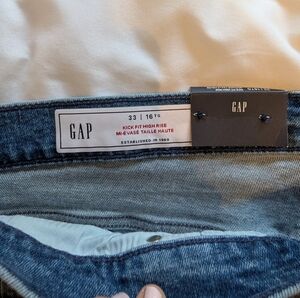 GAP
33 | 16 TG
KICK FIT HIGH RISE
MI-ÉVASÉ TAILLE HAUTE
ESTABLISHED IN 1969
GAP